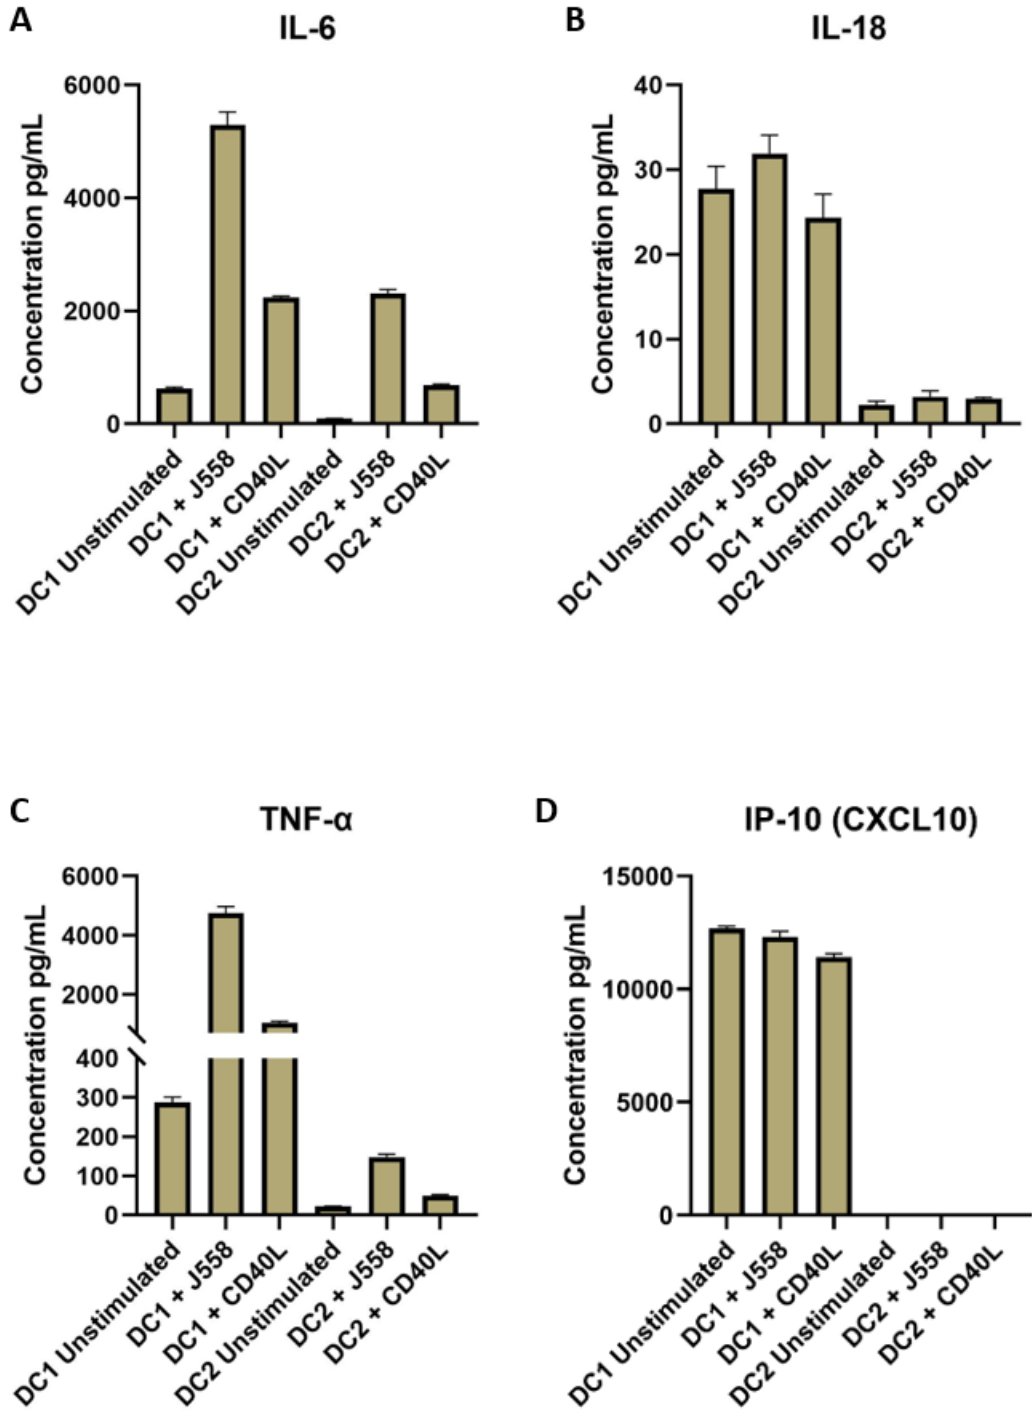 A
IL-6
Concentration pg/mL
6000
4000
2000
0
DC1 Unstimulated
DC1 + J558
DC1 + CD40L
DC2 Unstimulated
DC2 + J558
DC2 + CD40L
B
IL-18
Concentration pg/mL
40
30
20
10
0
DC1 Unstimulated
DC1 + J558
DC1 + CD40L
DC2 Unstimulated
DC2 + J558
DC2 + CD40L
C
TNF-α
Concentration pg/mL
6000
4000
2000
400
300
200
100
0
DC1 Unstimulated
DC1 + J558
DC1 + CD40L
DC2 Unstimulated
DC2 + J558
DC2 + CD40L
D
IP-10 (CXCL10)
Concentration pg/mL
15000
10000
5000
0
DC1 Unstimulated
DC1 + J558
DC1 + CD40L
DC2 Unstimulated
DC2 + J558
DC2 + CD40L